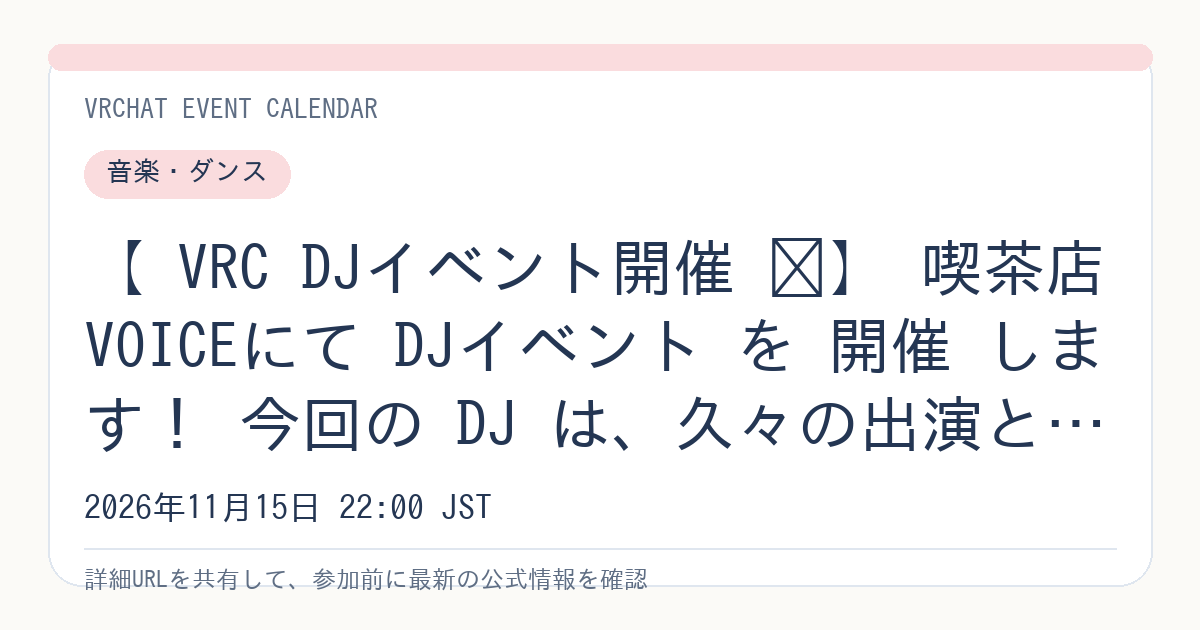 VRCHAT EVENT CALENDAR
音楽・ダンス
【 VRC DJイベント開催 】 喫茶店
VOICEにて DJイベント を 開催 しま
す！ 今回の DJ は、久々の出演と…
2026年11月15日 22:00 JST
詳細URLを共有して、参加前に最新の公式情報を確認